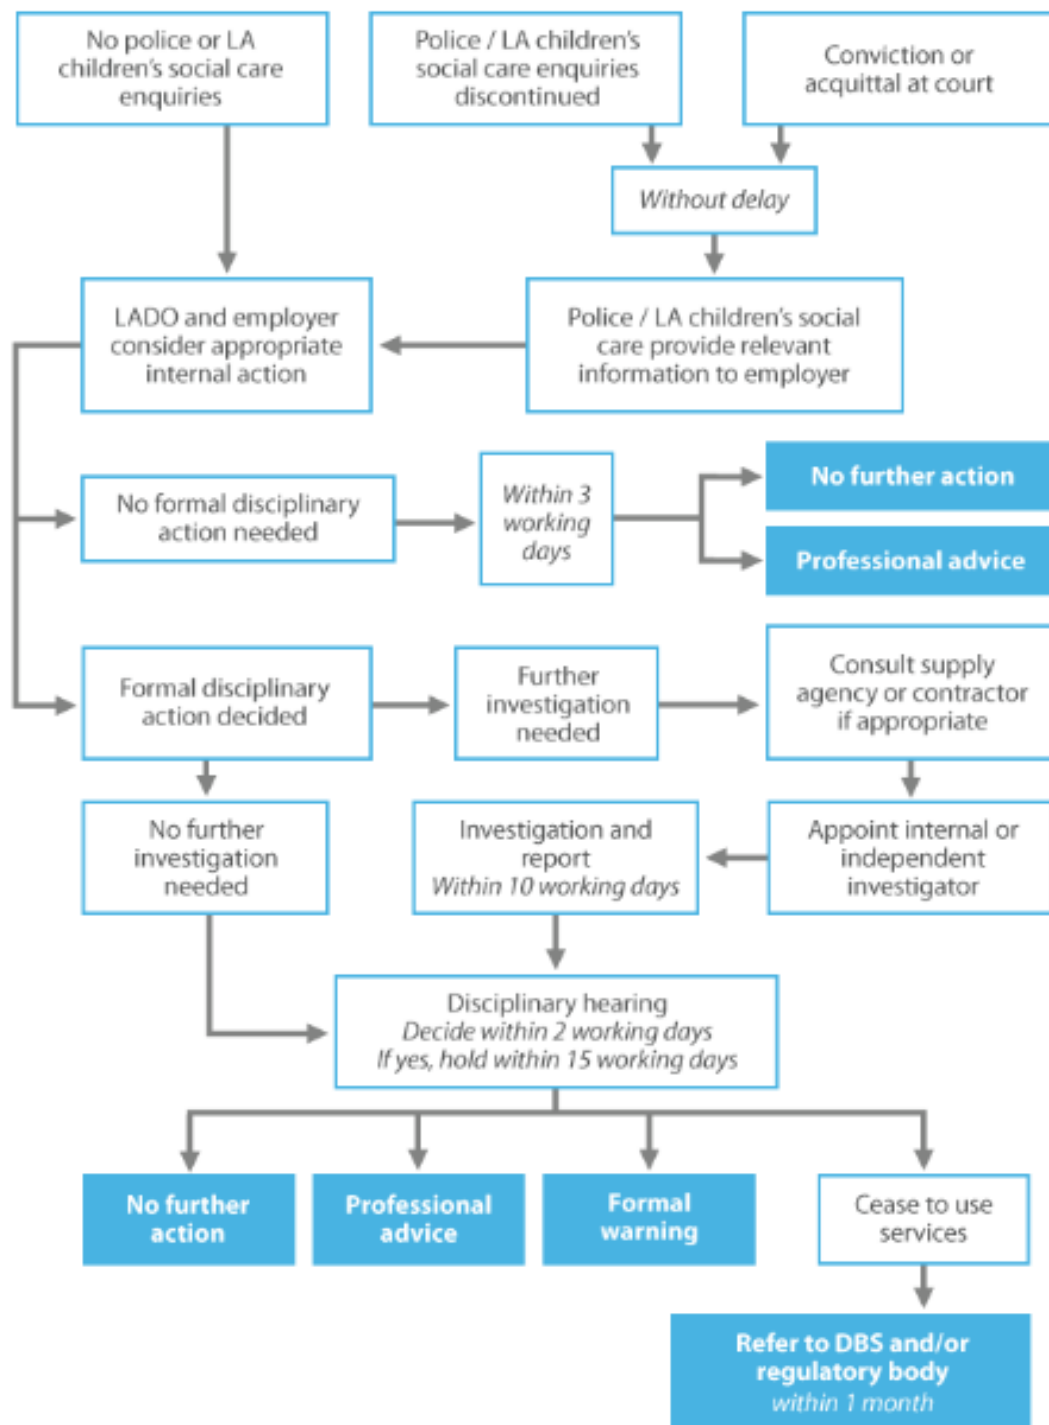 No police or LA
children's social care
enquiries
Police / LA children's
social care enquiries
discontinued
Conviction or
acquittal at court
Without delay
LADO and employer
consider appropriate
internal action
Police / LA children's social
care provide relevant
information to employer
No formal disciplinary
action needed
Within 3
working
days
No further action
Professional advice
Formal disciplinary
action decided
Further
investigation
needed
Consult supply
agency or contractor
if appropriate
No further
investigation
needed
Investigation and
report
Within 10 working days
Appoint internal or
independent
investigator
Disciplinary hearing
Decide within 2 working days
If yes, hold within 15 working days
No further
action
Professional
advice
Formal
warning
Cease to use
services
Refer to DBS and/or
regulatory body
within 1 month